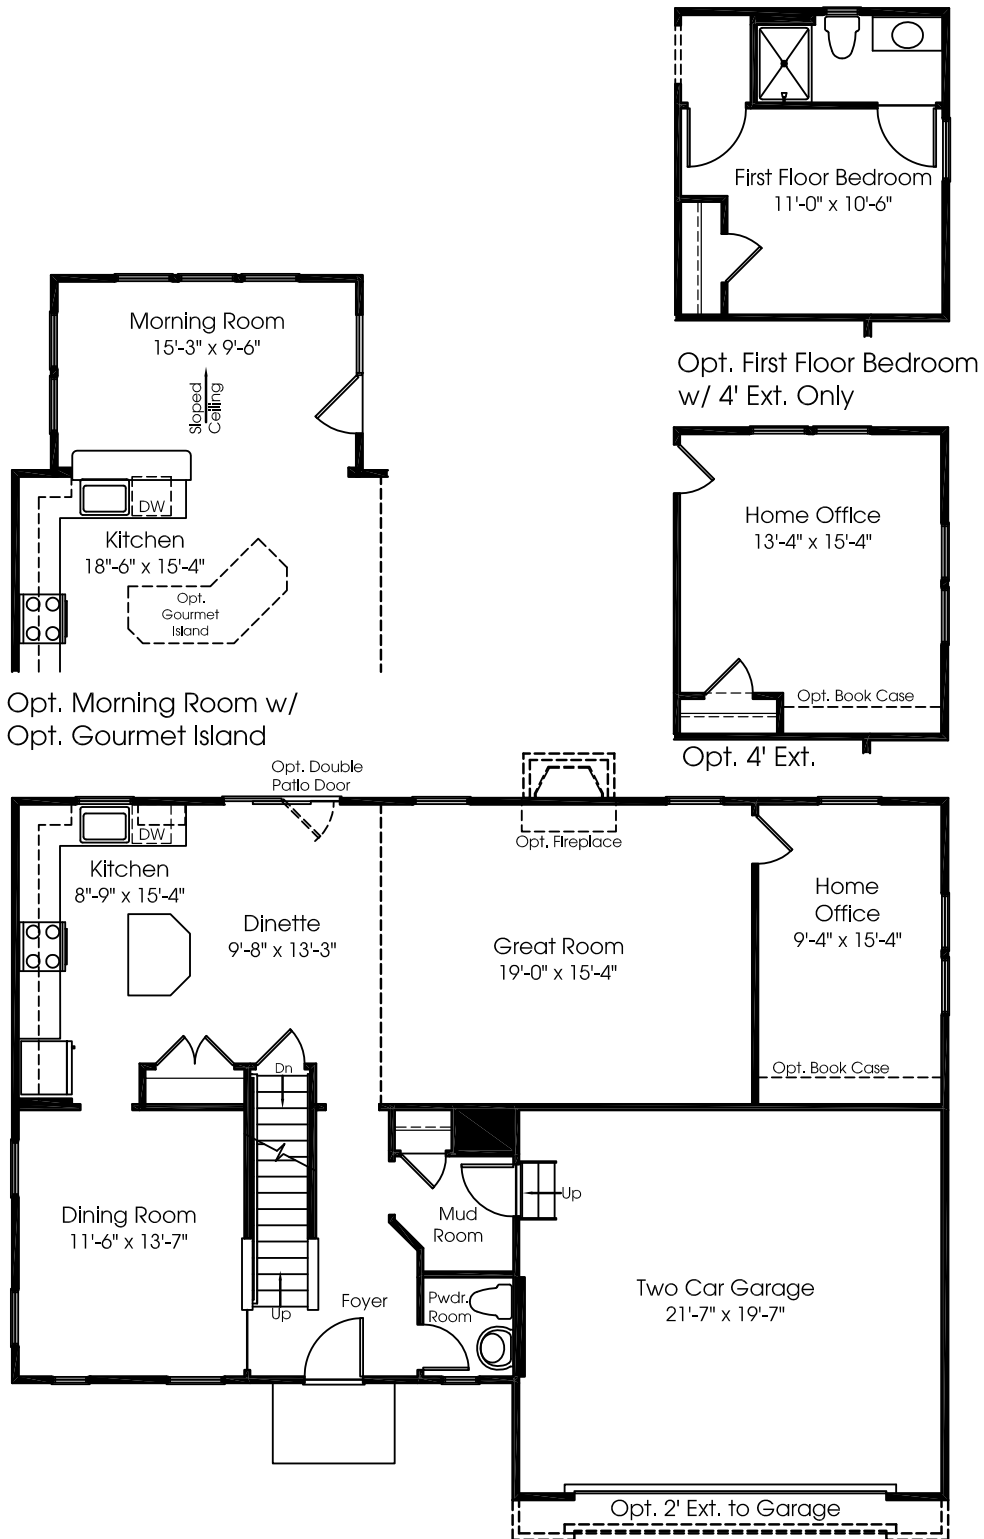 First Floor Bedroom
11'-0" x 10'-6"
Opt. First Floor Bedroom
w/ 4' Ext. Only
Morning Room
15'-3" x 9'-6"
Sloped
Ceiling
DW
Kitchen
18"-6" x 15'-4"
Opt.
Gourmet
Island
Opt. Morning Room w/
Opt. Gourmet Island
Home Office
13'-4" x 15'-4"
Opt. Book Case
Opt. 4' Ext.
Opt. Double
Patio Door
DW
Kitchen
8"-9" x 15'-4"
Dinette
9'-8" x 13'-3"
Opt. Fireplace
Great Room
19'-0" x 15'-4"
Home
Office
9'-4" x 15'-4"
Opt. Book Case
Dn
Dining Room
11'-6" x 13'-7"
Up
Foyer
Mud
Room
Up
Pwdr.
Room
Two Car Garage
21'-7" x 19'-7"
Opt. 2' Ext. to Garage